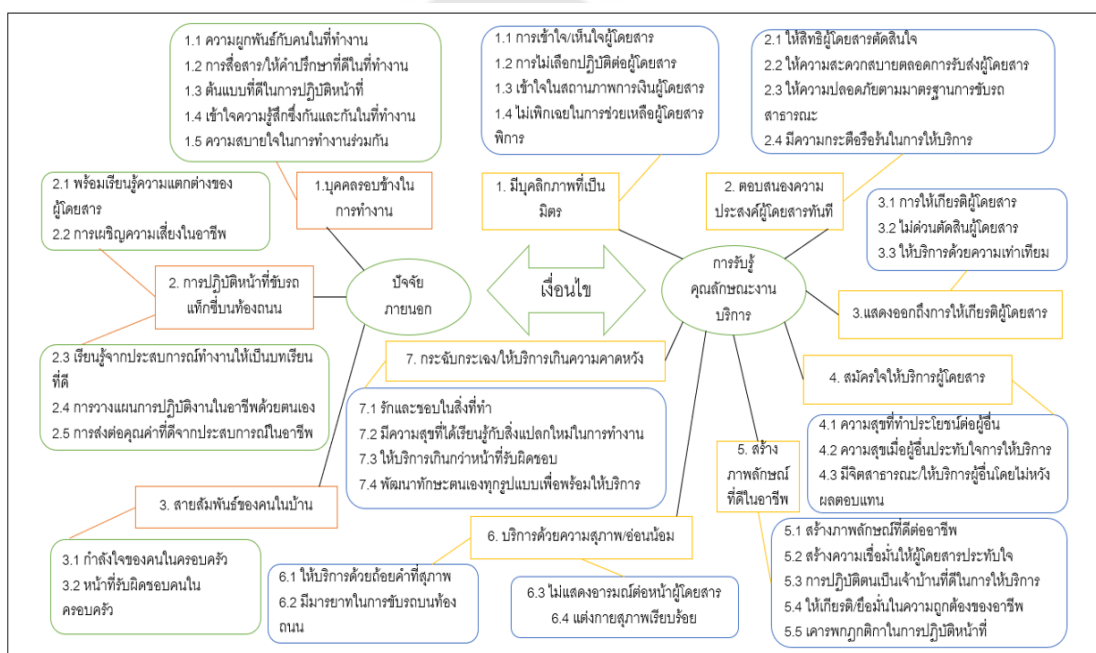 1.1 ความผูกพันธ์กับคนในที่ทำงาน
1.2 การสื่อสาร/ให้คำปรึกษาที่ดีในที่ทำงาน
1.3 ต้นแบบที่ดีในการปฏิบัติหน้าที่
1.4 เข้าใจความรู้สึกซึ่งกันและกันในที่ทำงาน
1.5 ความสบายใจในการทำงานร่วมกัน
1.1 การเข้าใจ/เห็นใจผู้โดยสาร
1.2 การไม่เลือกปฏิบัติต่อผู้โดยสาร
1.3 เข้าใจในสถานภาพการเงินผู้โดยสาร
1.4 ไม่เพิกเฉยในการช่วยเหลือผู้โดยสาร
พิการ
2.1 ให้สิทธิผู้โดยสารตัดสินใจ
2.2 ให้ความสะดวกสบายตลอดการรับส่งผู้โดยสาร
2.3 ให้ความปลอดภัยตามมาตรฐานการขับรถ
สาธารณะ
2.4 มีความกระตือรือร้นในการให้บริการ
2.1 พร้อมเรียนรู้ความแตกต่างของ
ผู้โดยสาร
2.2 การเผชิญความเสี่ยงในอาชีพ
1.บุคคลรอบข้างใน
การทำงาน
1. มีบุคลิกภาพที่เป็น
มิตร
2. ตอบสนองความ
ประสงค์ผู้โดยสารทันที
3.1 การให้เกียรติผู้โดยสาร
3.2 ไม่ด่วนตัดสินผู้โดยสาร
3.3 ให้บริการด้วยความเท่าเทียม
2. การปฏิบัติหน้าที่ขับรถ
แท็กซี่บนท้องถนน
ปัจจัย
ภายนอก
เงื่อนไข
การรับรู้
คุณลักษณะงาน
บริการ
3.แสดงออกถึงการให้เกียรติผู้โดยสาร
2.3 เรียนรู้จากประสบการณ์ทำงานให้เป็นบทเรียน
ที่ดี
2.4 การวางแผนการปฏิบัติงานในอาชีพด้วยตนเอง
2.5 การส่งต่อคุณค่าที่ดีจากประสบการณ์ในอาชีพ
7. กระฉับกระเฉง/ให้บริการเกินความคาดหวัง
7.1 รักและชอบในสิ่งที่ทำ
7.2 มีความสุขที่ได้เรียนรู้กับสิ่งแปลกใหม่ในการทำงาน
7.3 ให้บริการเกินกว่าหน้าที่รับผิดชอบ
7.4 พัฒนาทักษะตนเองทุกรูปแบบเพื่อพร้อมให้บริการ
4. สมัครใจให้บริการผู้โดยสาร
4.1 ความสุขที่ทำประโยชน์ต่อผู้อื่น
4.2 ความสุขเมื่อผู้อื่นประทับใจการให้บริการ
4.3 มีจิตสาธารณะ/ให้บริการผู้อื่นโดยไม่หวัง
ผลตอบแทน
5. สร้าง
ภาพลักษณ์
ที่ดีในอาชีพ
3. สายสัมพันธ์ของคนในบ้าน
3.1 กำลังใจของคนในครอบครัว
3.2 หน้าที่รับผิดชอบคนใน
ครอบครัว
6. บริการด้วยความสุภาพ/อ่อนน้อม
6.1 ให้บริการด้วยถ้อยคำที่สุภาพ
6.2 มีมารยาทในการขับรถบนท้อง
ถนน
6.3 ไม่แสดงอารมณ์ต่อหน้าผู้โดยสาร
6.4 แต่งกายสุภาพเรียบร้อย
5.1 สร้างภาพลักษณ์ที่ดีต่ออาชีพ
5.2 สร้างความเชื่อมั่นให้ผู้โดยสารประทับใจ
5.3 การปฏิบัติตนเป็นเจ้าบ้านที่ดีในการให้บริการ
5.4 ให้เกียรติ/ยึดมั่นในความถูกต้องของอาชีพ
5.5 เคารพกฎกติกาในการปฏิบัติหน้าที่